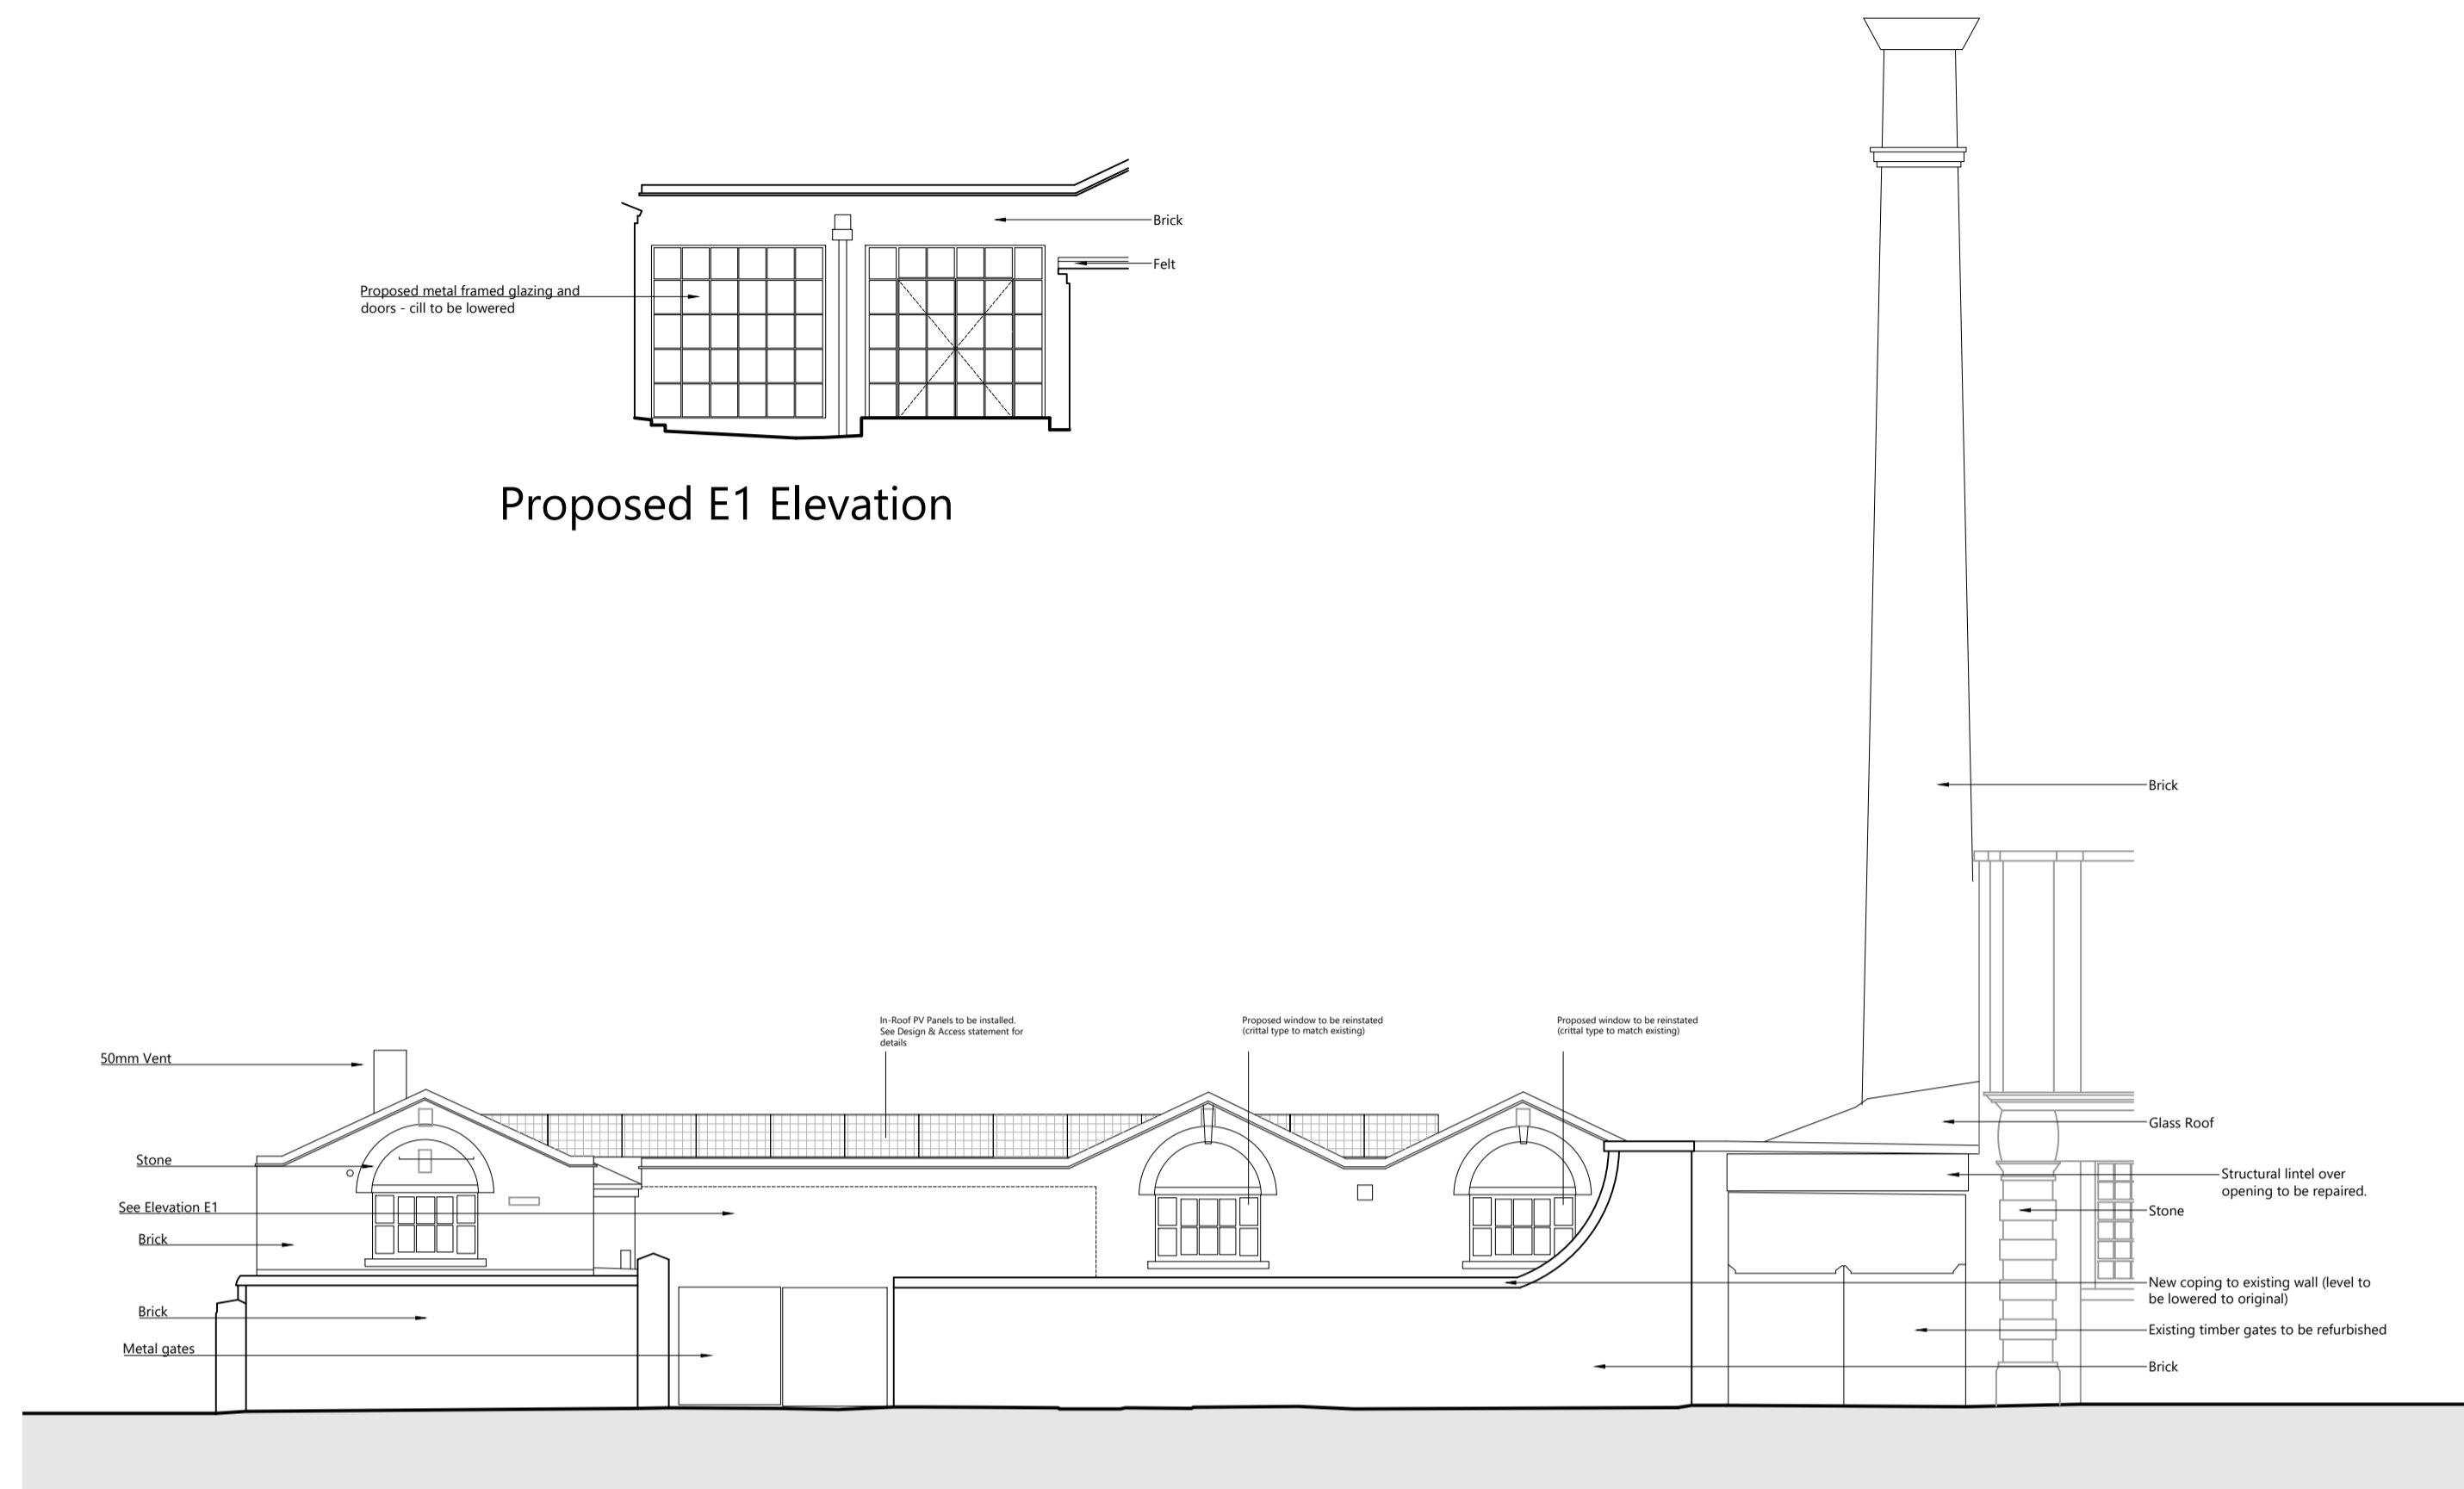 Brick
Felt
Proposed metal framed glazing and
doors - cill to be lowered
Proposed E1 Elevation
Brick
In-Roof PV Panels to be installed.
See Design & Access statement for
details
Proposed window to be reinstated
(crittal type to match existing)
Proposed window to be reinstated
(crittal type to match existing)
50mm Vent
Stone
See Elevation E1
Brick
Brick
Metal gates
Glass Roof
Structural lintel over
opening to be repaired.
Stone
New coping to existing wall (level to
be lowered to original)
Existing timber gates to be refurbished
Brick